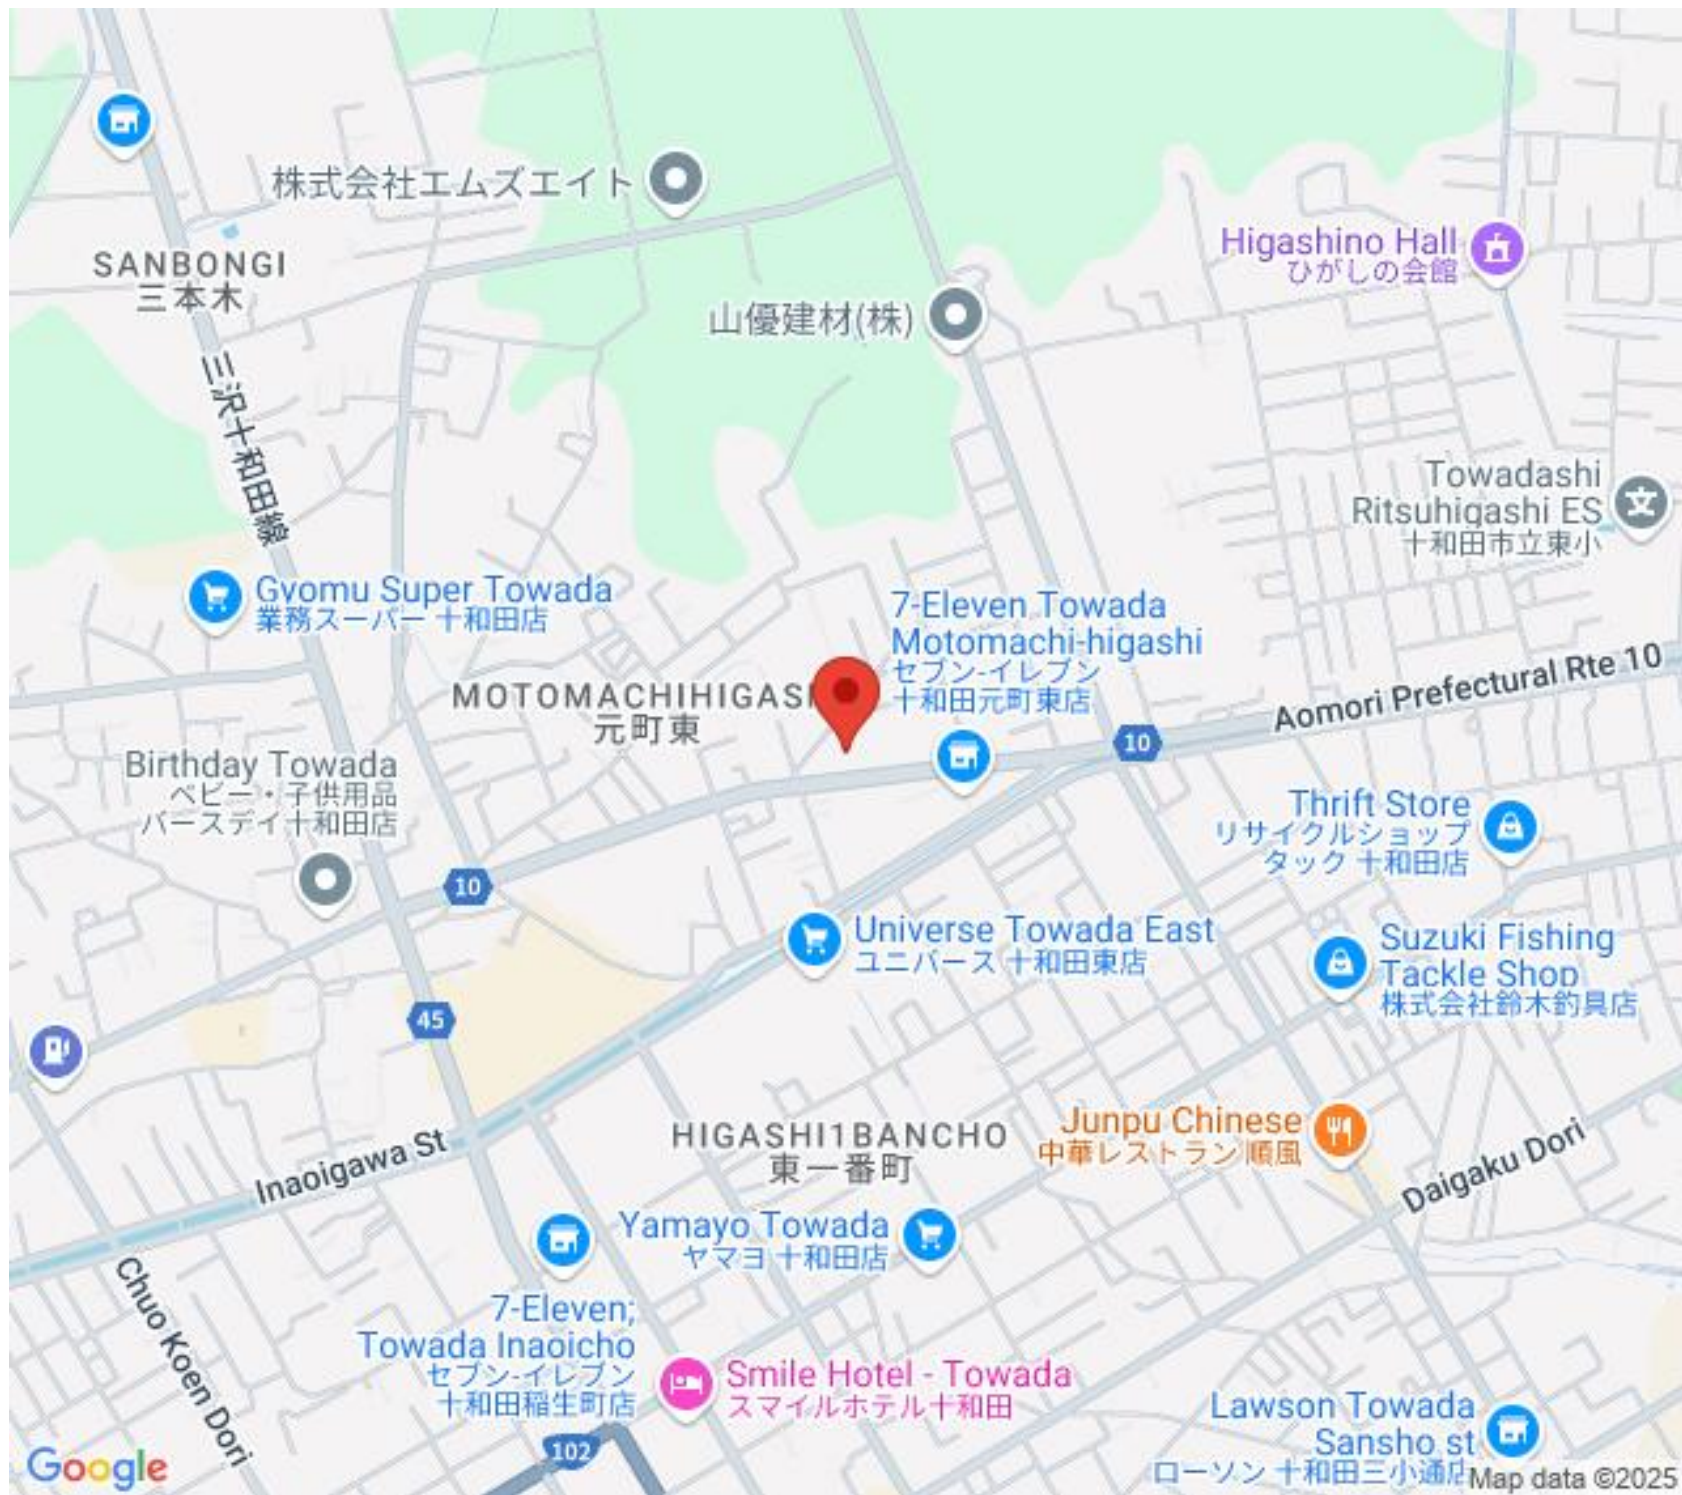 株式会社エムズエイト
Higashino Hall
ひがしの会館
SANBONGI
三本木
山優建材(株)
三沢十和田線
Towadashi
Ritsuhigashi ES
十和田市立東小
Gyomu Super Towada
業務スーパー 十和田店
7-Eleven Towada
Motomachi-higashi
セブン-イレブン
十和田元町東店
MOTOMACHIHIGASI
元町東
Aomori Prefectural Rte 10
10
Birthday Towada
ベビー・子供用品
バースデイ十和田店
Thrift Store
リサイクルショップ
タック 十和田店
10
Universe Towada East
ユニバース 十和田東店
Suzuki Fishing
Tackle Shop
株式会社鈴木釣具店
45
HIGASHI1BANCHO
東一番町
Junpu Chinese
中華レストラン 順風
Inaoigawa St
Daigaku Dori
Yamayo Towada
ヤマヨ 十和田店
Chuo Koen Dori
7-Eleven;
Towada Inaoicho
セブン-イレブン
十和田稲生町店
Smile Hotel - Towada
スマイルホテル十和田
102
Lawson Towada
Sansho st
ローソン 十和田三小通店
Google
Map data ©2025